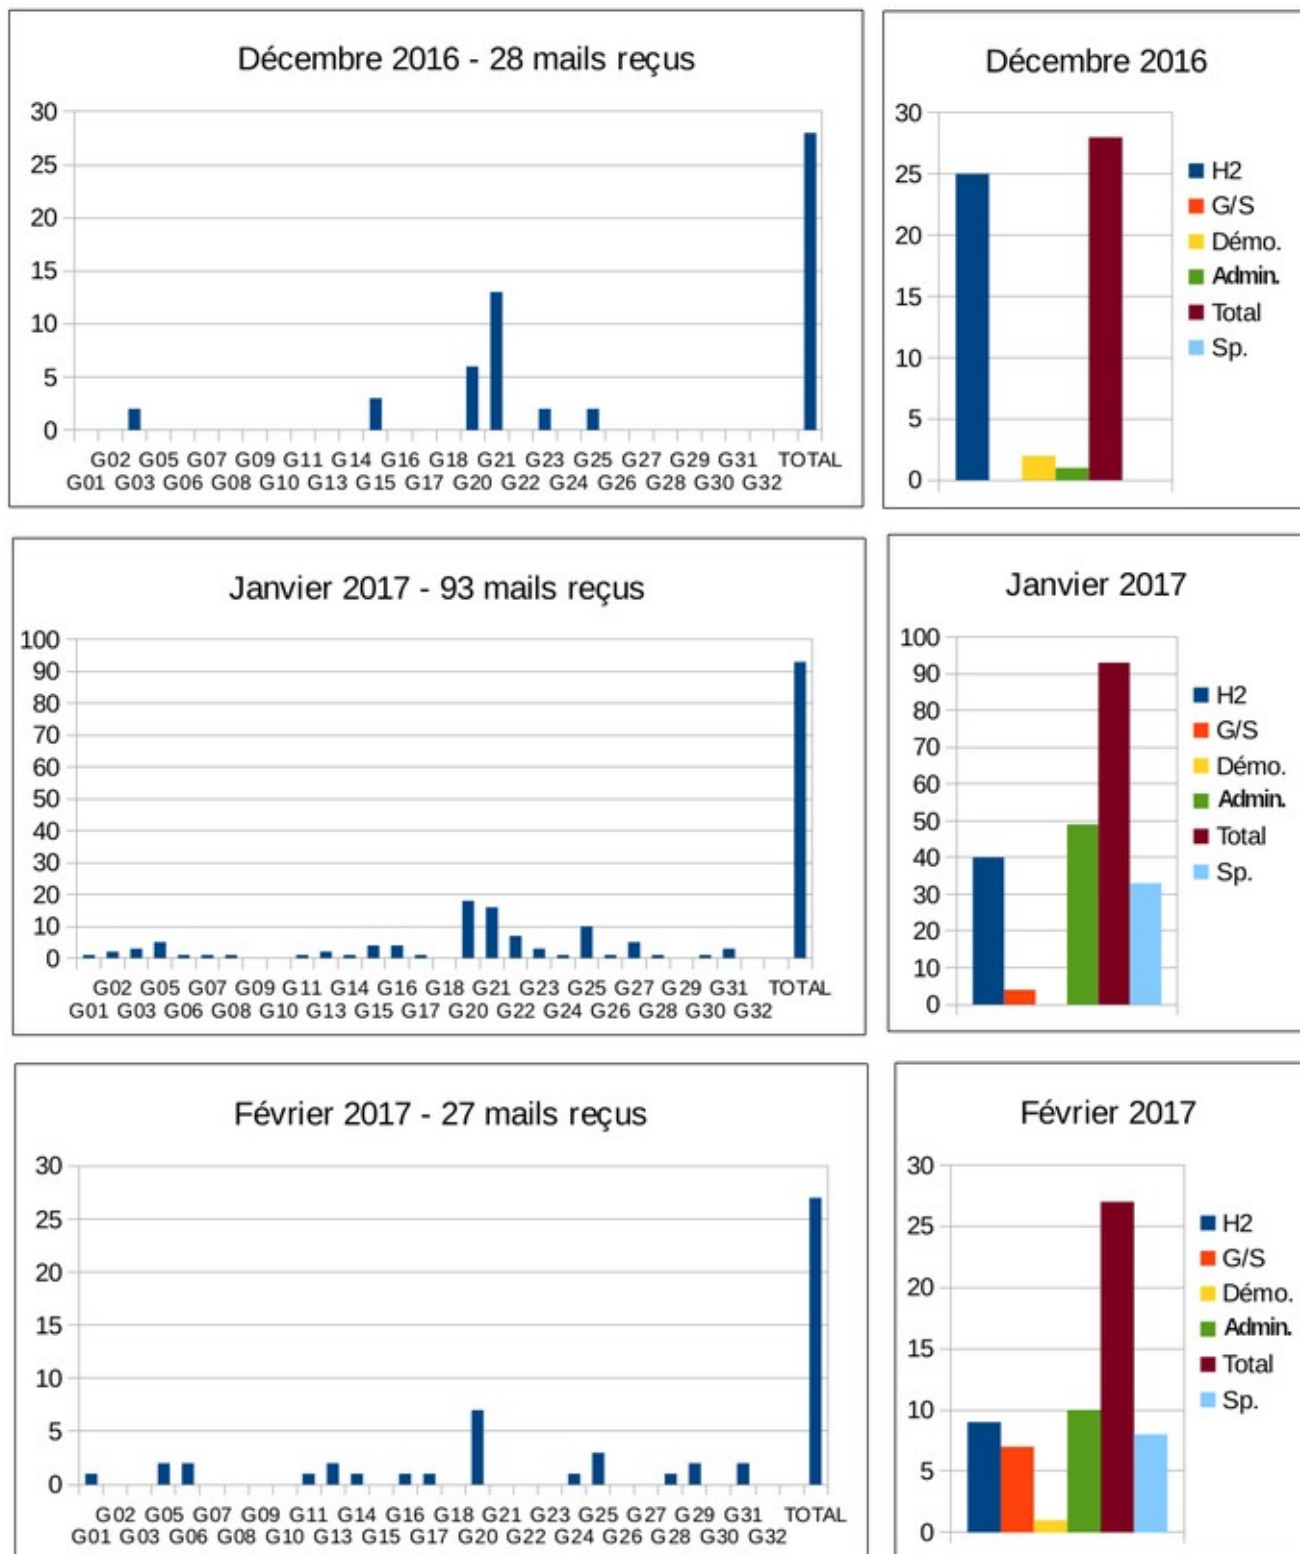 Décembre 2016 - 28 mails reçus
30
25
20
15
10
5
0
G02 G05 G07 G09 G11 G14 G16 G18 G21 G23 G25 G27 G29 G31 TOTAL
G01 G03 G06 G08 G10 G13 G15 G17 G20 G22 G24 G26 G28 G30 G32
Décembre 2016
30
25
20
15
10
5
0
H2
G/S
Démo.
Admin.
Total
Sp.
Janvier 2017 - 93 mails reçus
100
90
80
70
60
50
40
30
20
10
0
G02 G05 G07 G09 G11 G14 G16 G18 G21 G23 G25 G27 G29 G31 TOTAL
G01 G03 G06 G08 G10 G13 G15 G17 G20 G22 G24 G26 G28 G30 G32
Janvier 2017
100
90
80
70
60
50
40
30
20
10
0
H2
G/S
Démo.
Admin.
Total
Sp.
Février 2017 - 27 mails reçus
30
25
20
15
10
5
0
G02 G05 G07 G09 G11 G14 G16 G18 G21 G23 G25 G27 G29 G31 TOTAL
G01 G03 G06 G08 G10 G13 G15 G17 G20 G22 G24 G26 G28 G30 G32
Février 2017
30
25
20
15
10
5
0
H2
G/S
Démo.
Admin.
Total
Sp.